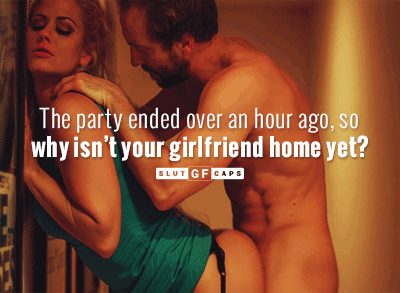 The party ended over an hour ago, so
why isn't your girlfriend home yet?
SLUT GF CAPS